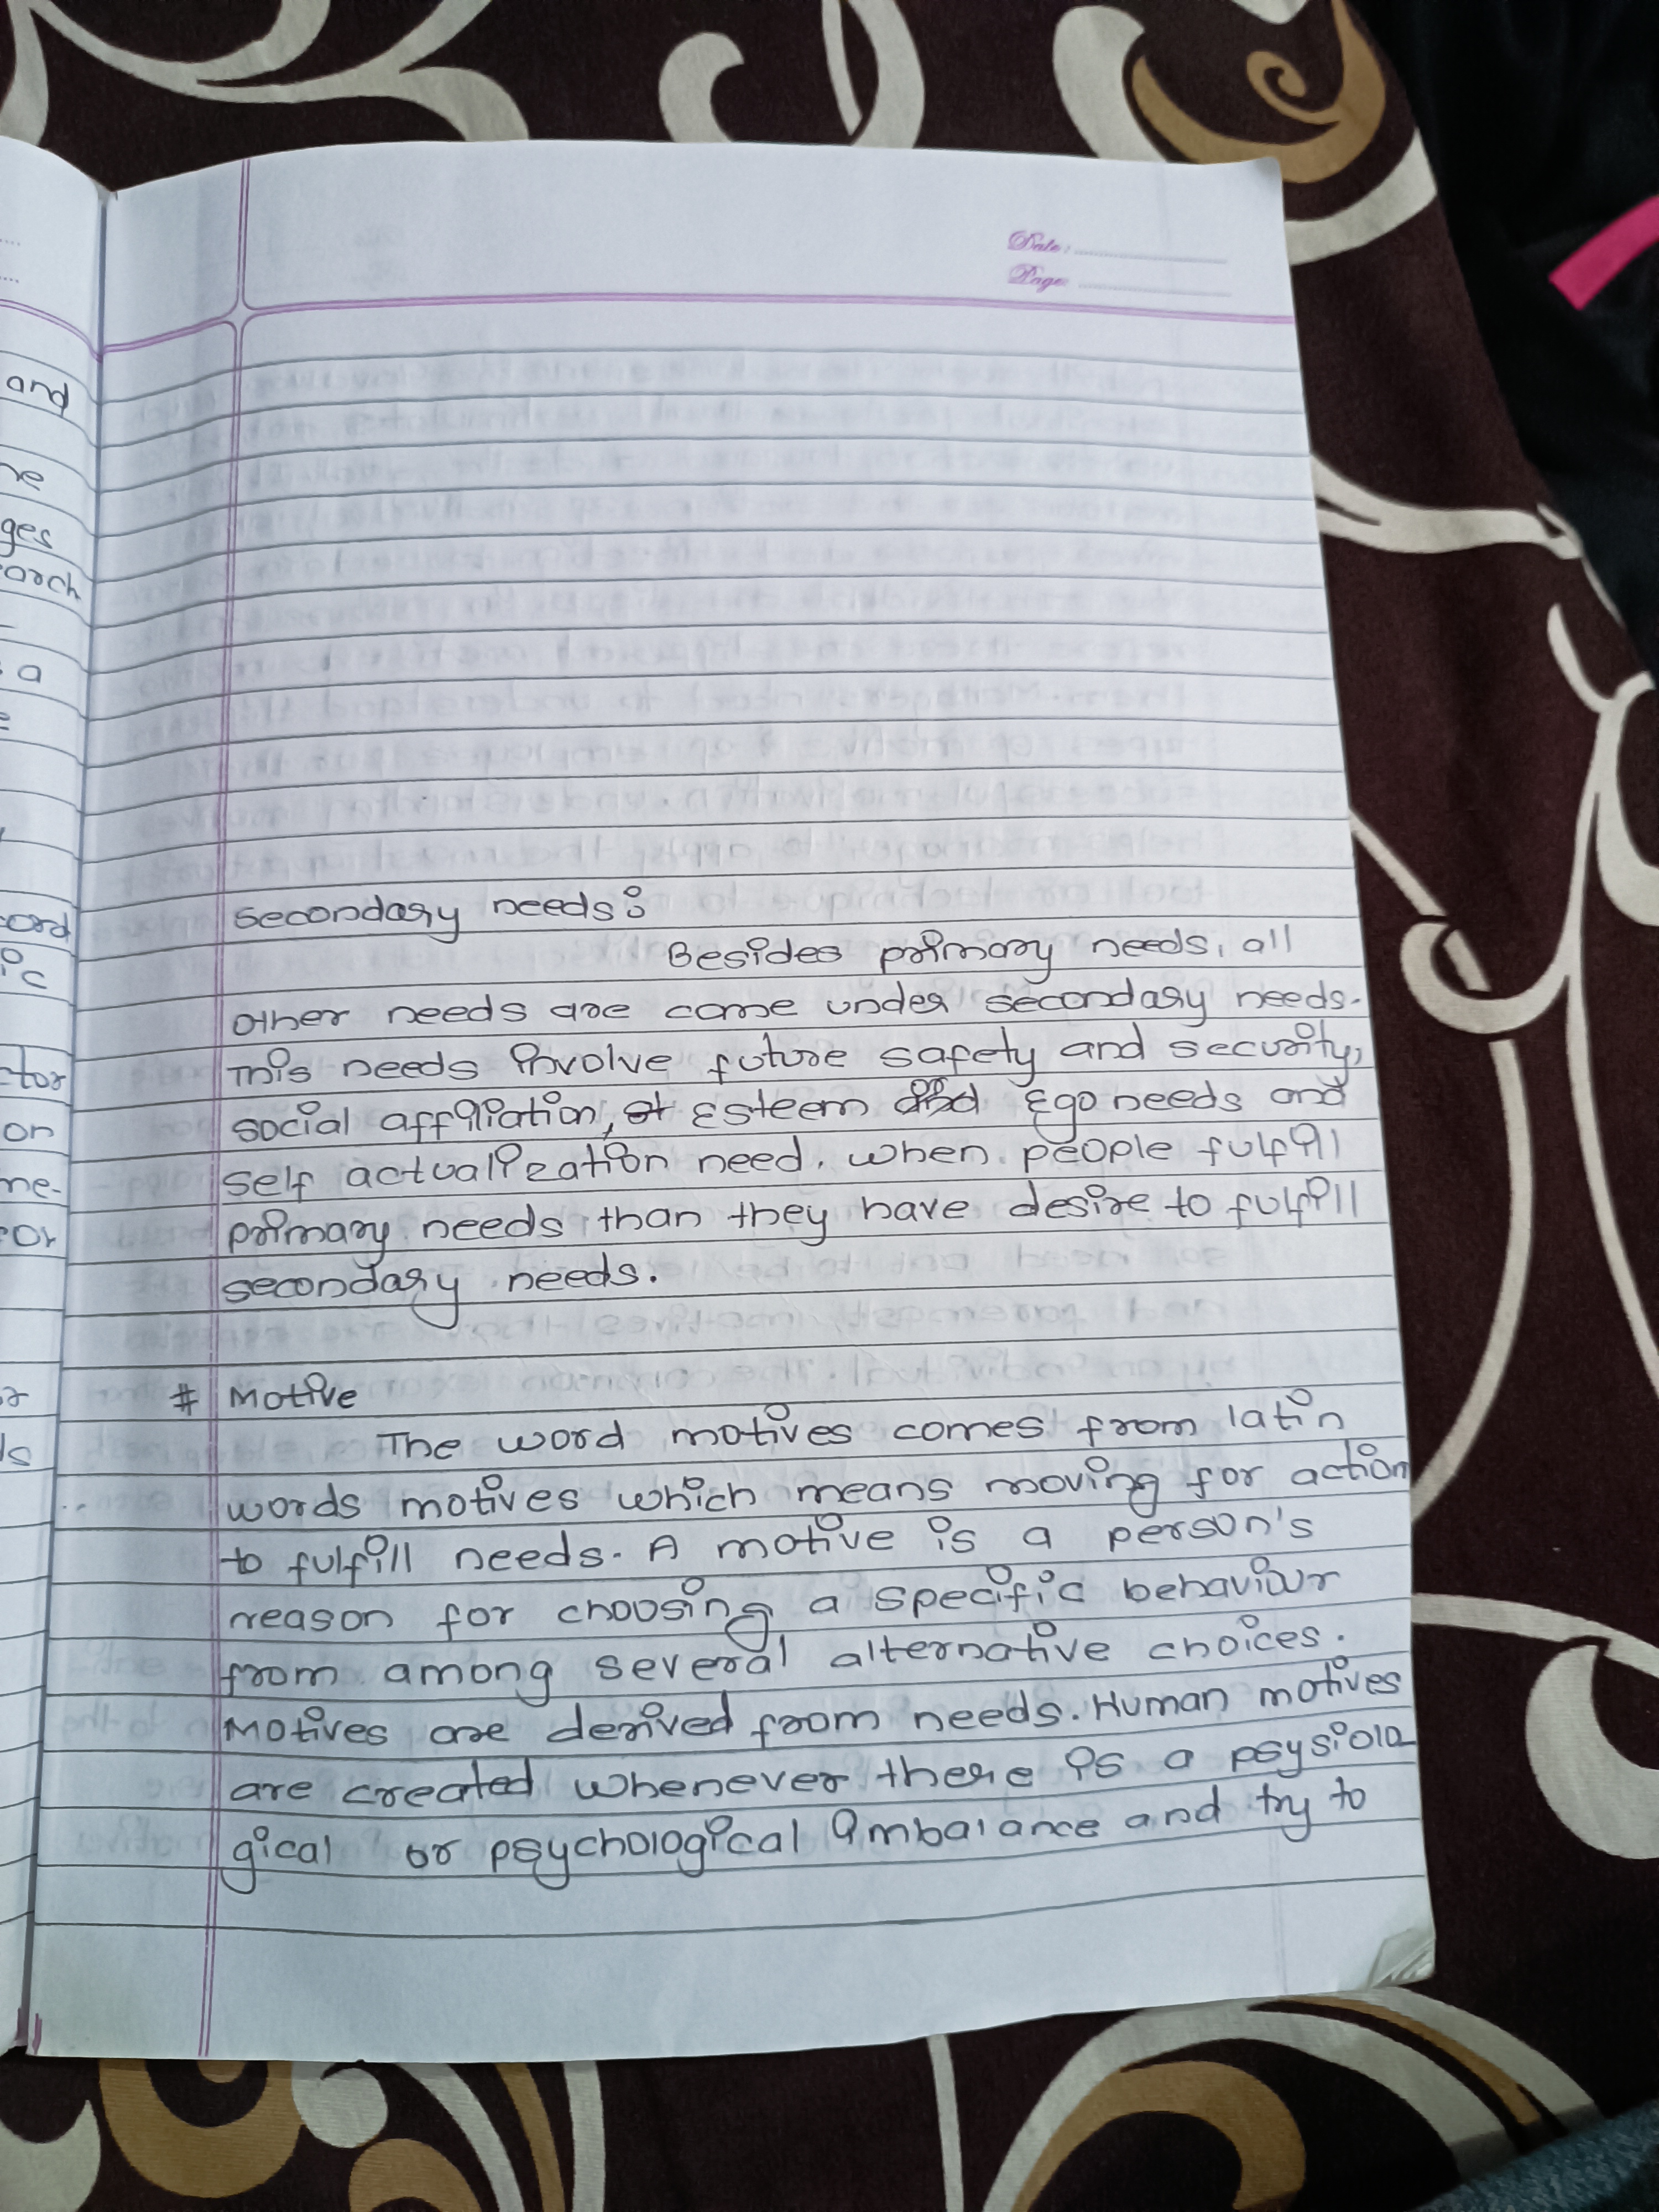 Date:
Page:
and
ges
a
secondary needs:
Besides primary needs, all
other needs are come under secondary needs.
This needs involve future safety and security,
social affiliation, Esteem and Ego needs and
self actualization need. when people fulfill
primary needs, than they have desire to fulfill
secondary needs.
# Motive
The word motives comes from latin
words motives which means moving for action
to fulfill needs. A motive is a person's
reason for choosing a specific behaviour
from among several alternative choices.
Motives are derived from needs. Human motives
are created whenever there is a psysiolo
gical or psychological imbalance and try to